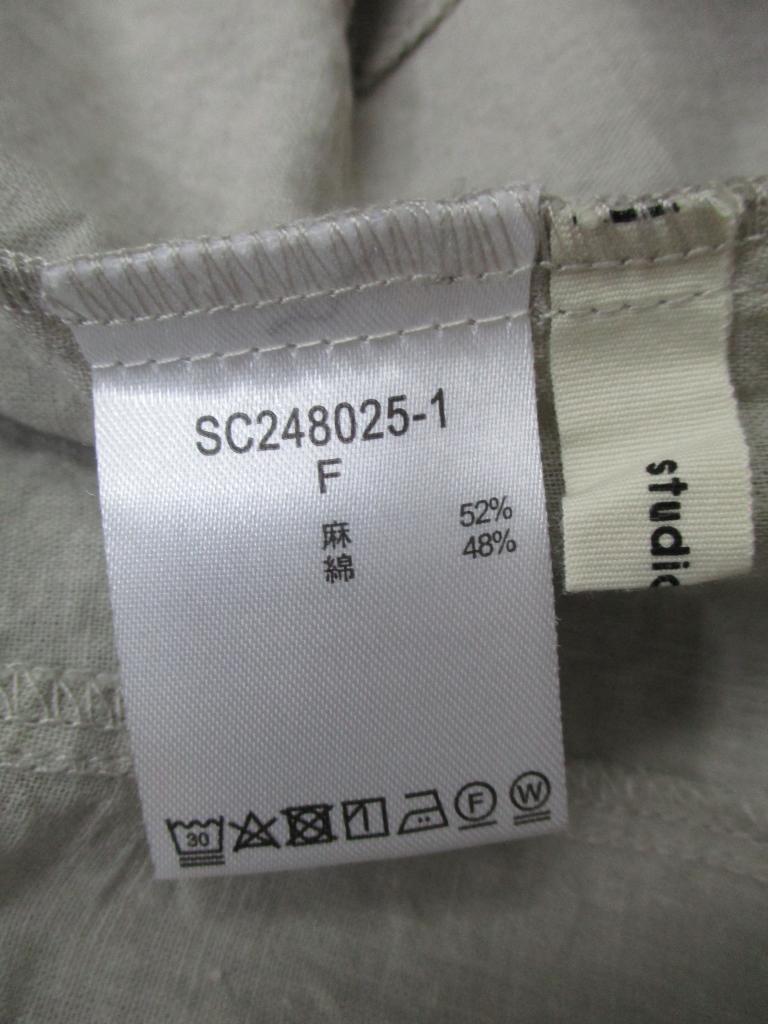 SC248025-1
F
麻 52%
綿 48%
30
F
W
studio